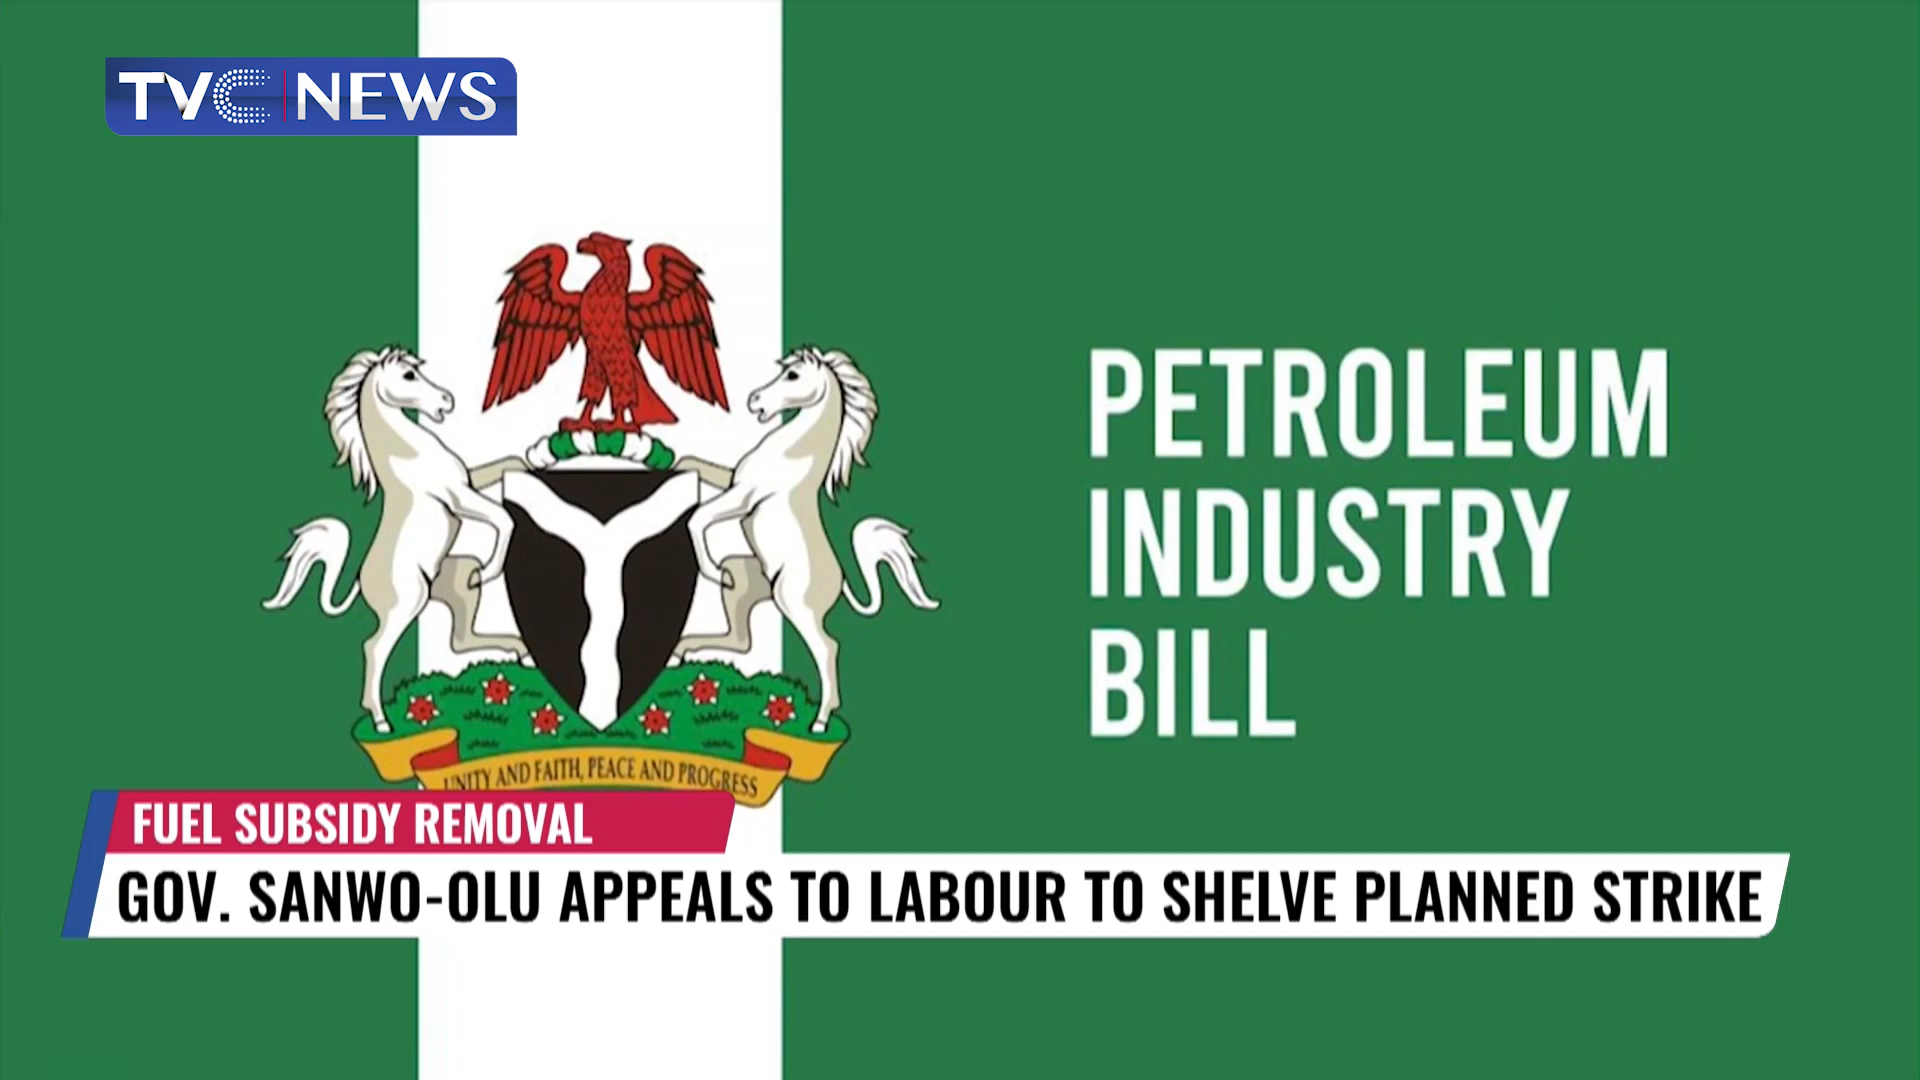 TVC NEWS
PETROLEUM
INDUSTRY
BILL
UNITY AND FAITH, PEACE AND PROGRESS
FUEL SUBSIDY REMOVAL
GOV. SANWO-OLU APPEALS TO LABOUR TO SHELVE PLANNED STRIKE